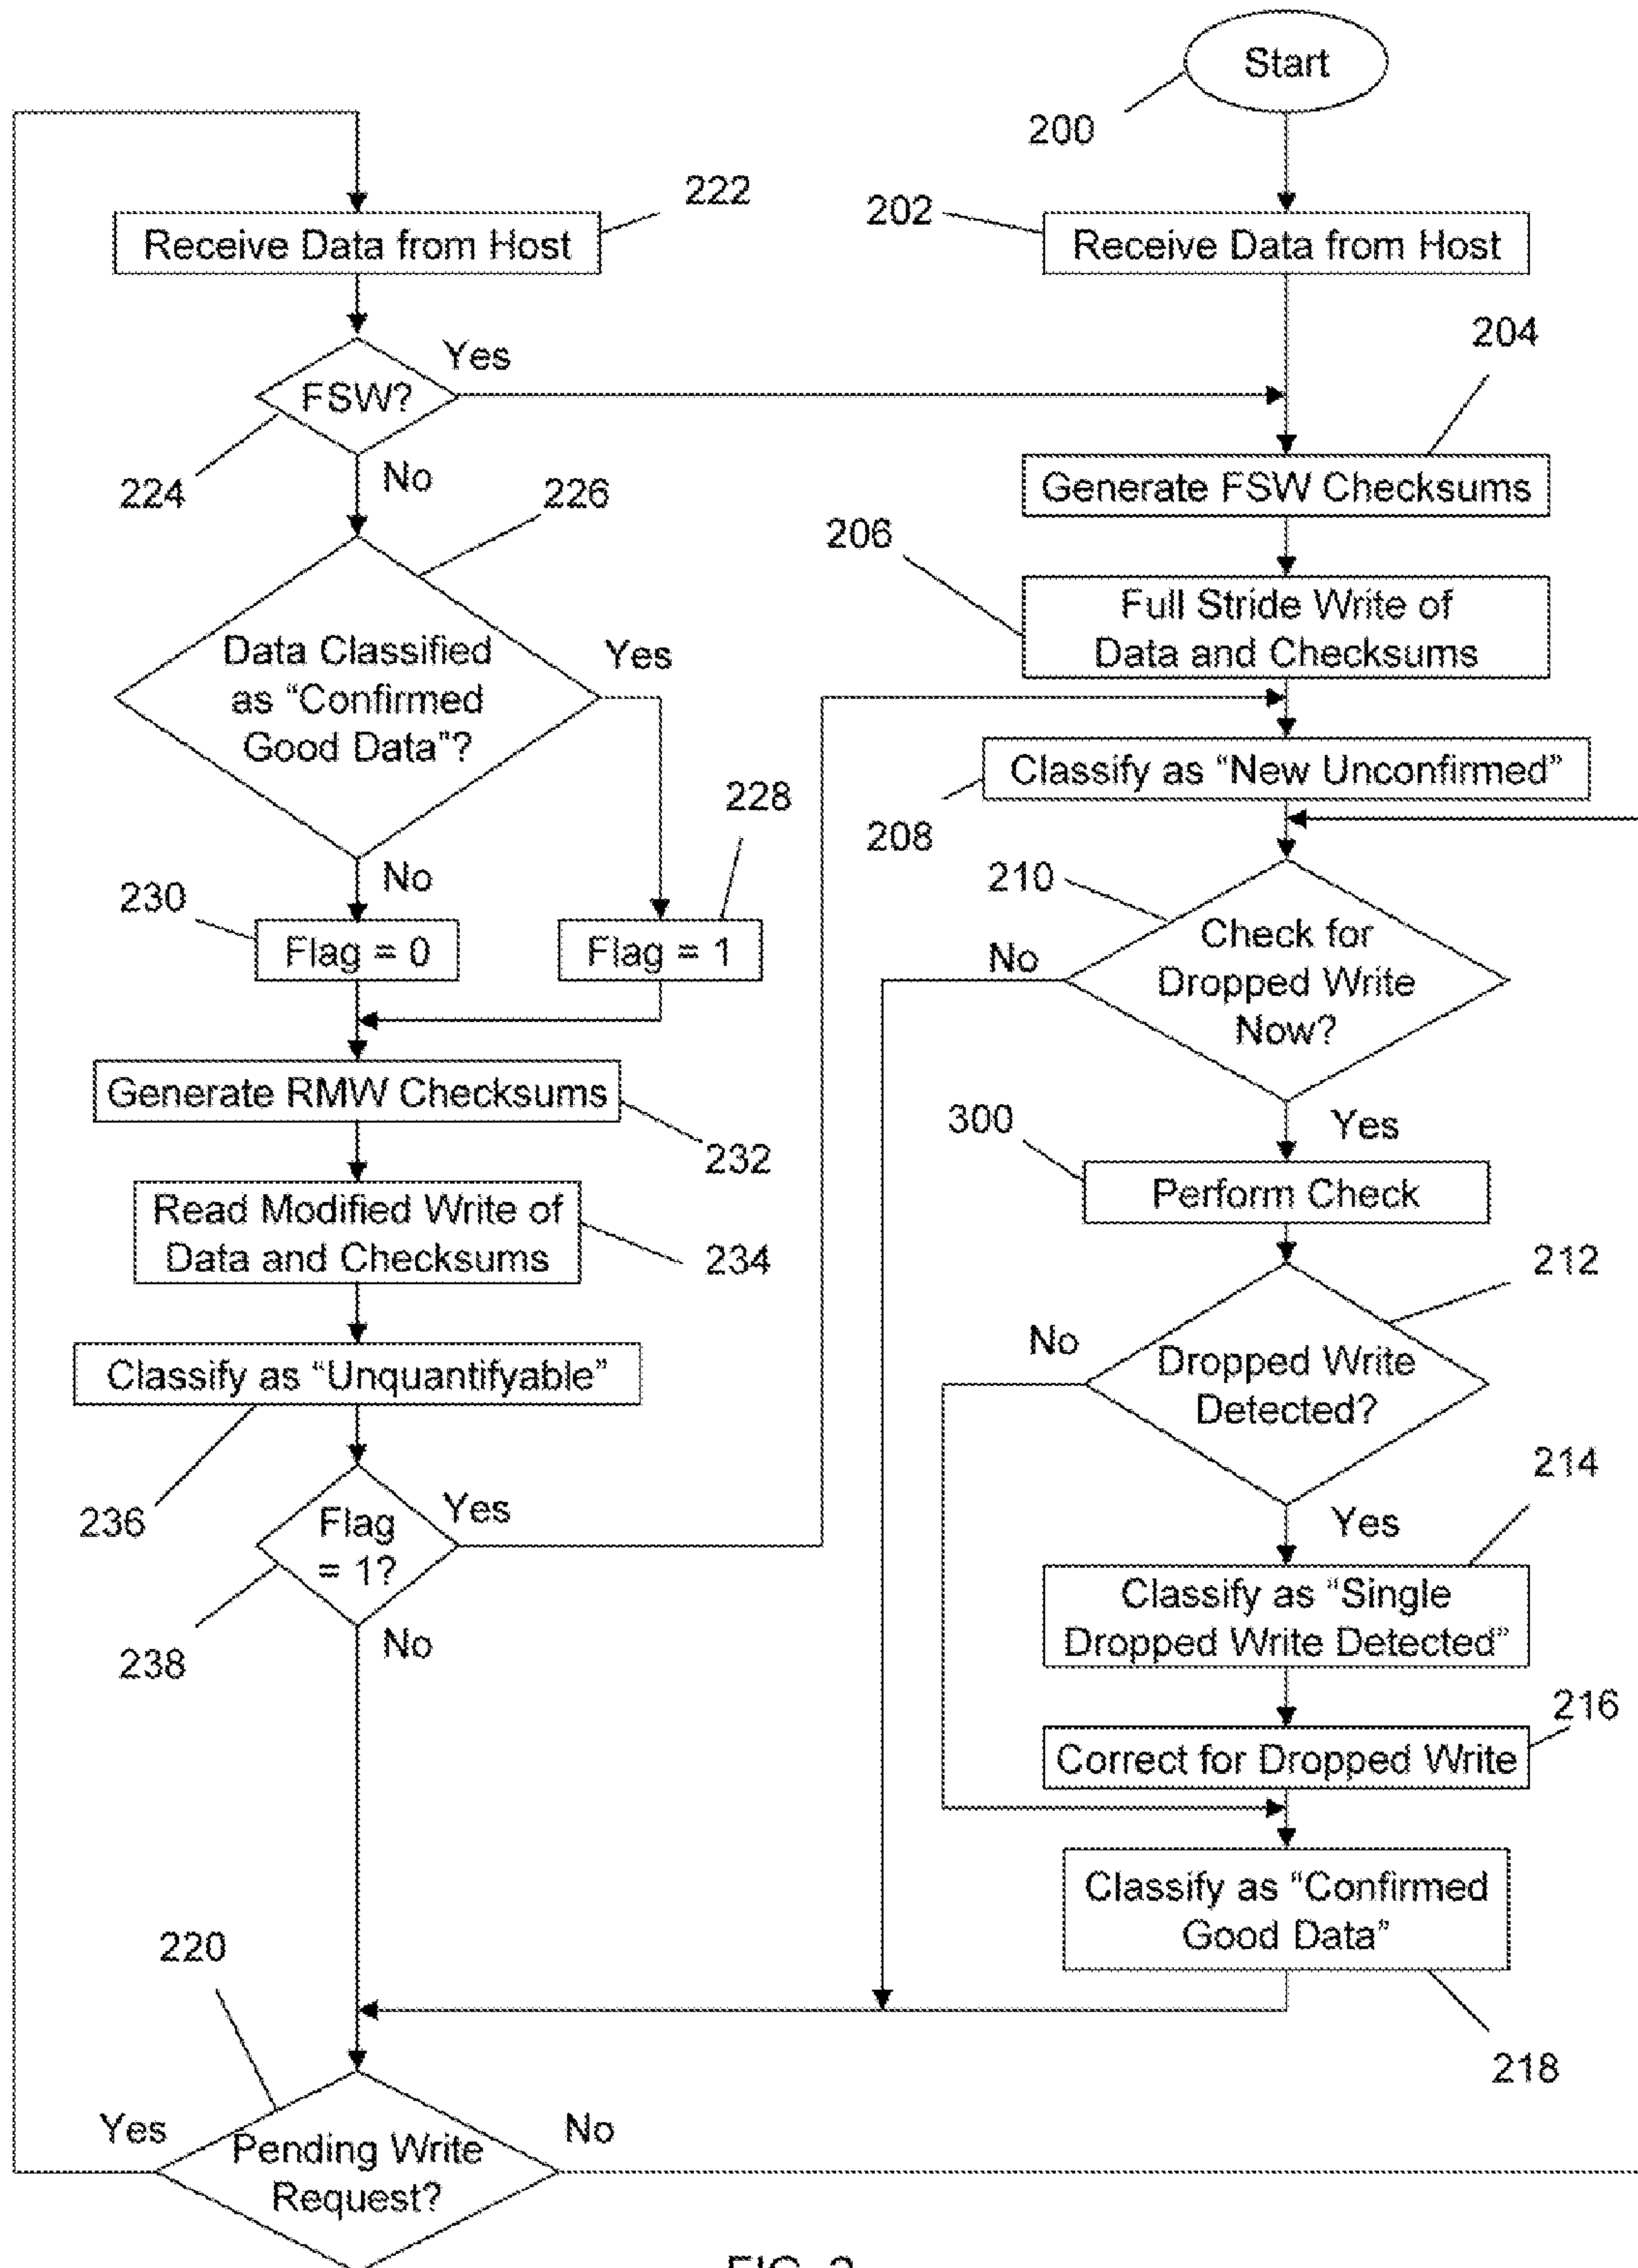 Start
200
222
202
Receive Data from Host
Receive Data from Host
204
Yes
FSW?
No
224
226
Generate FSW Checksums
206
Full Stride Write of
Data and Checksums
Data Classified
as “Confirmed
Good Data”?
Yes
Classify as “New Unconfirmed”
228
208
No
230
210
Flag = 0
Flag = 1
Check for
Dropped Write
Now?
No
Generate RMW Checksums
232
300
Yes
Perform Check
Read Modified Write of
Data and Checksums
234
212
No
Dropped Write
Detected?
Classify as “Unquantifyable”
236
214
Yes
Flag
= 1?
Yes
238
No
Classify as “Single
Dropped Write Detected”
216
Correct for Dropped Write
Classify as “Confirmed
Good Data”
220
218
Yes
Pending Write
Request?
No